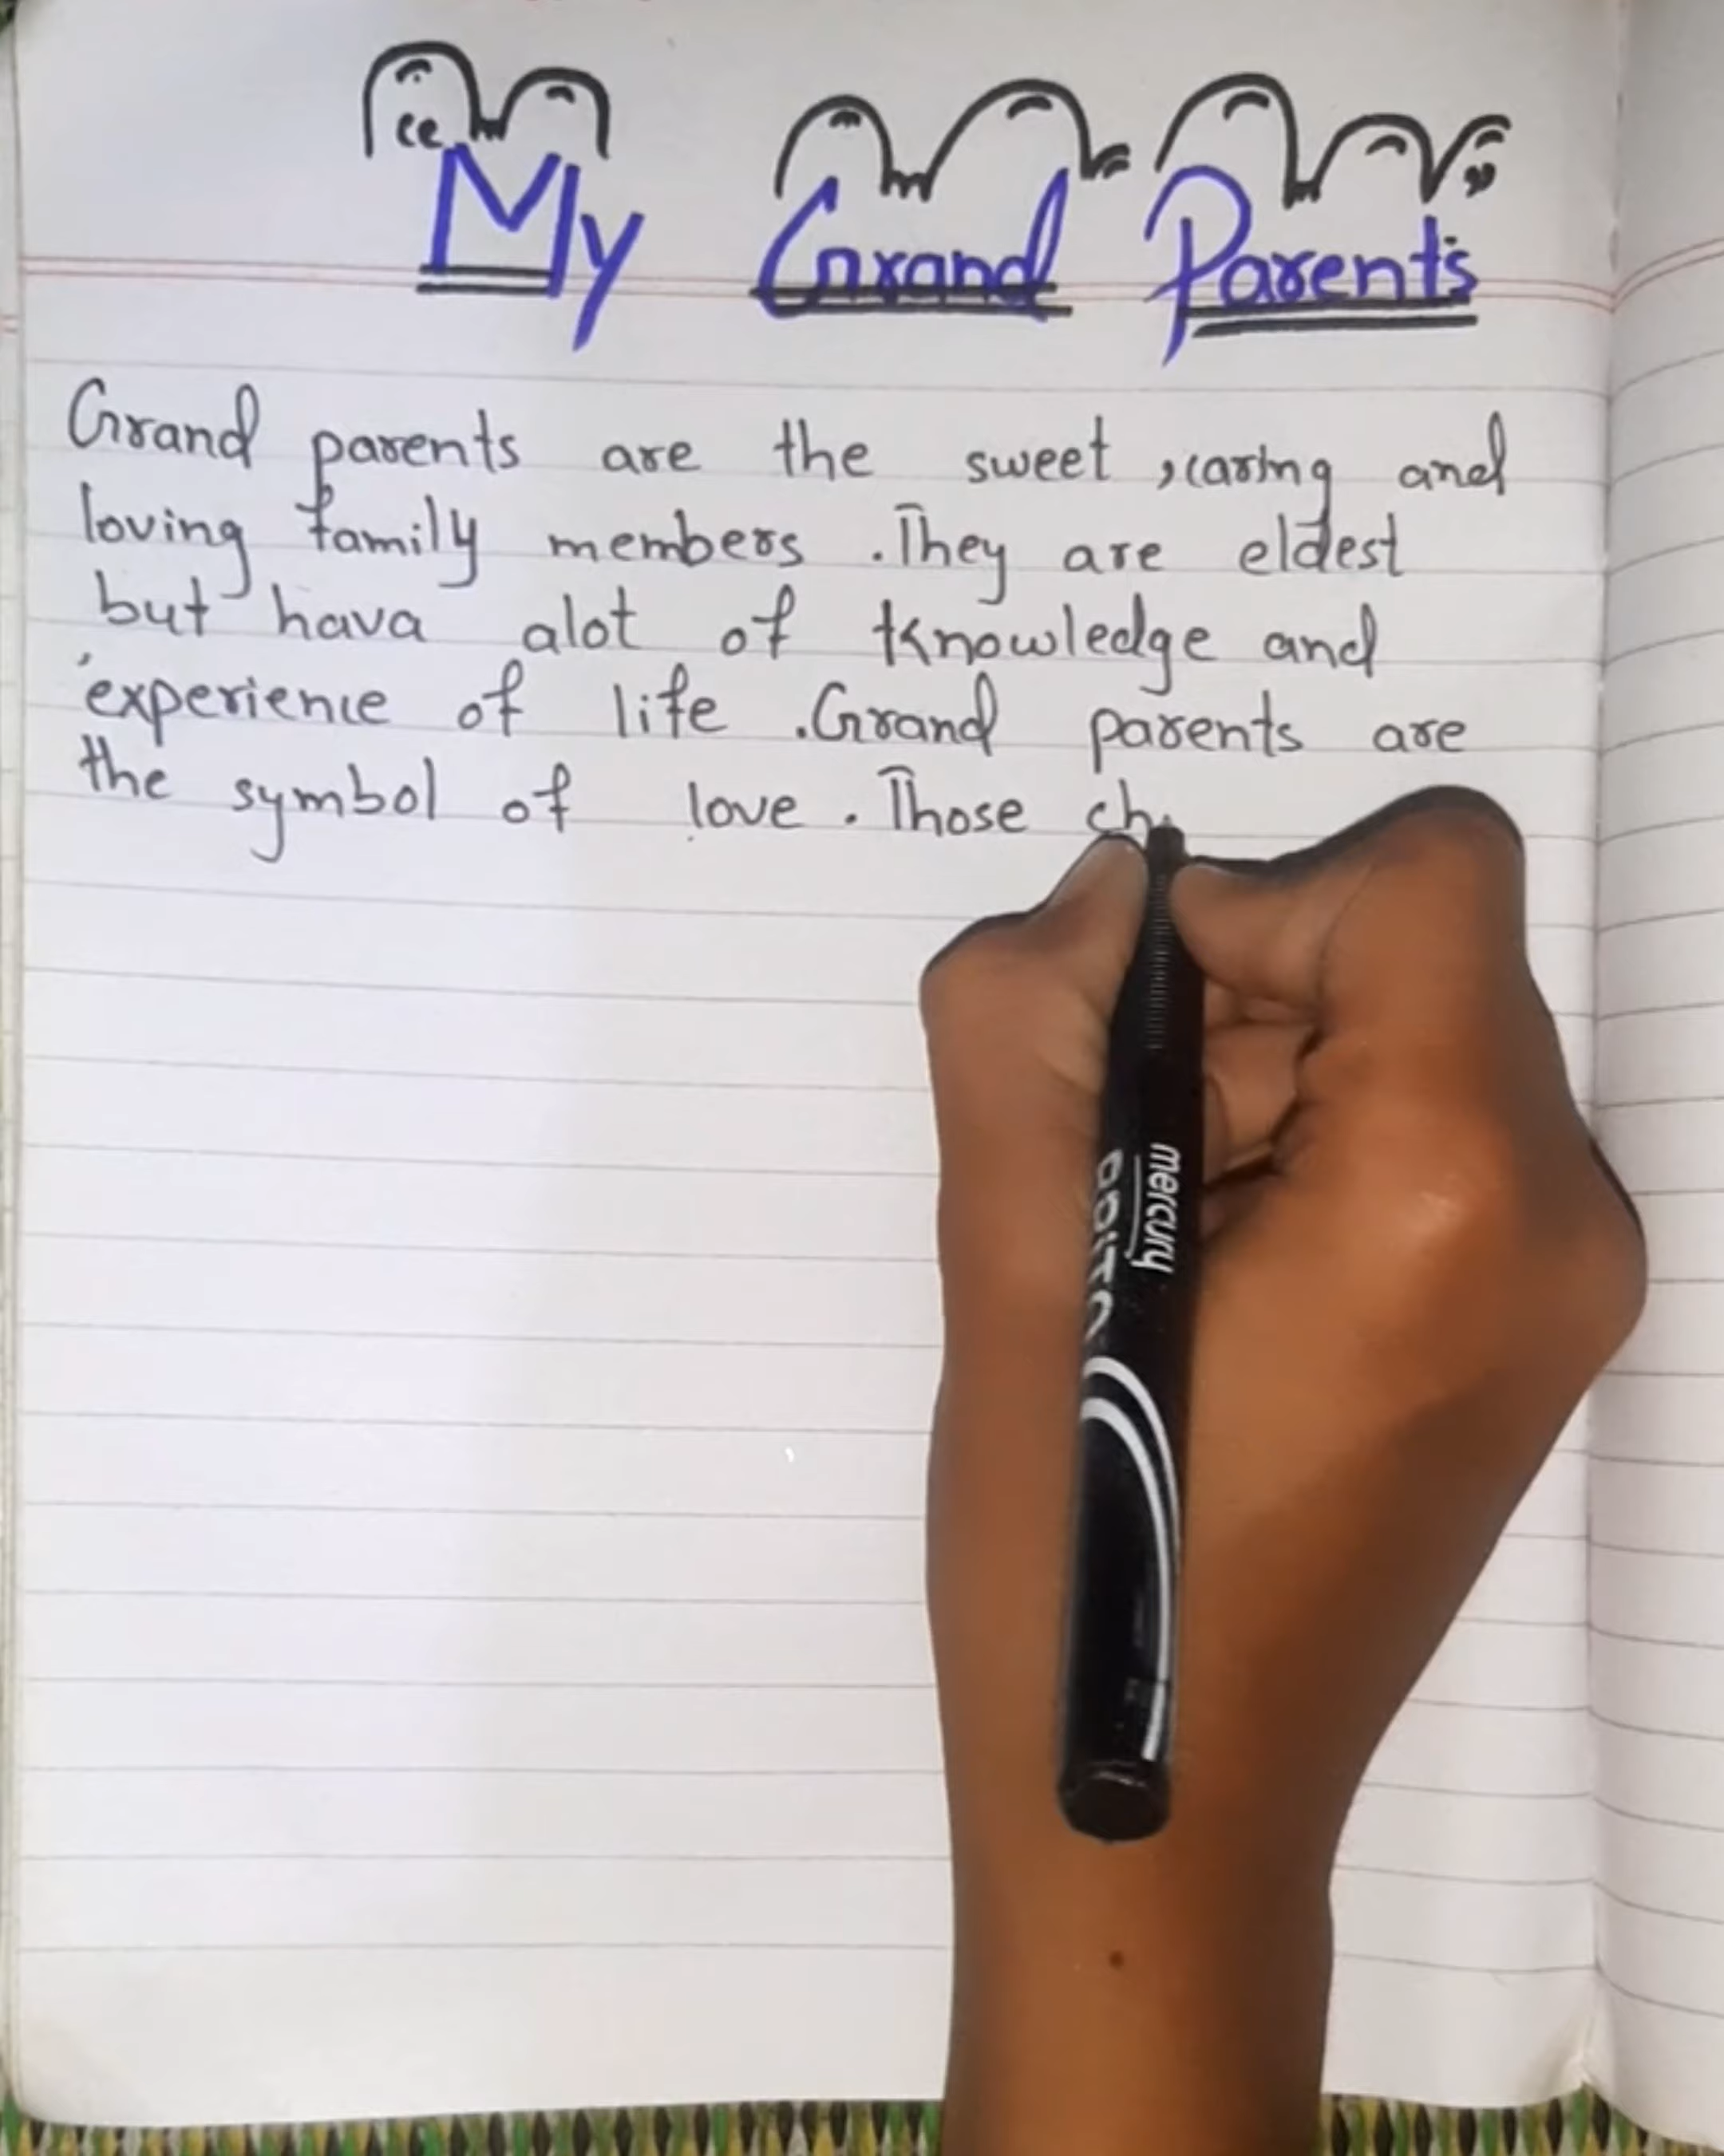 My Grand Parents
Grand parents are the sweet ,caring and
loving family members .They are eldest
but hava alot of Knowledge and
experience of life .Grand parents are
the symbol of love . Those ch
mercury